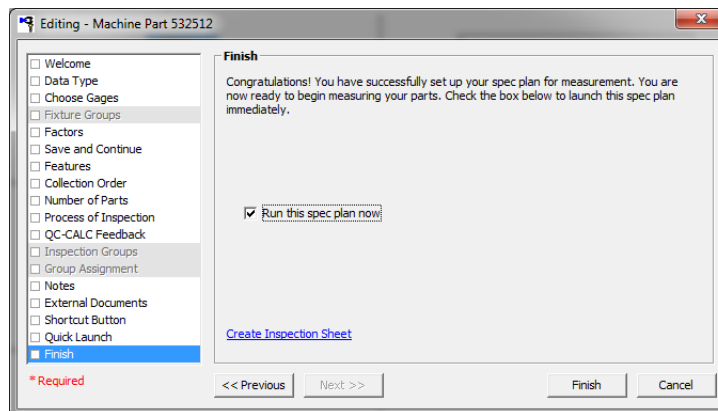 Editing - Machine Part 532512
Welcome
Data Type
Choose Gages
Fixture Groups
Factors
Save and Continue
Features
Collection Order
Number of Parts
Process of Inspection
QC-CALC Feedback
Inspection Groups
Group Assignment
Notes
External Documents
Shortcut Button
Quick Launch
Finish
* Required
Finish
Congratulations! You have successfully set up your spec plan for measurement. You are
now ready to begin measuring your parts. Check the box below to launch this spec plan
immediately.
Run this spec plan now
Create Inspection Sheet
<< Previous
Next >>
Finish
Cancel